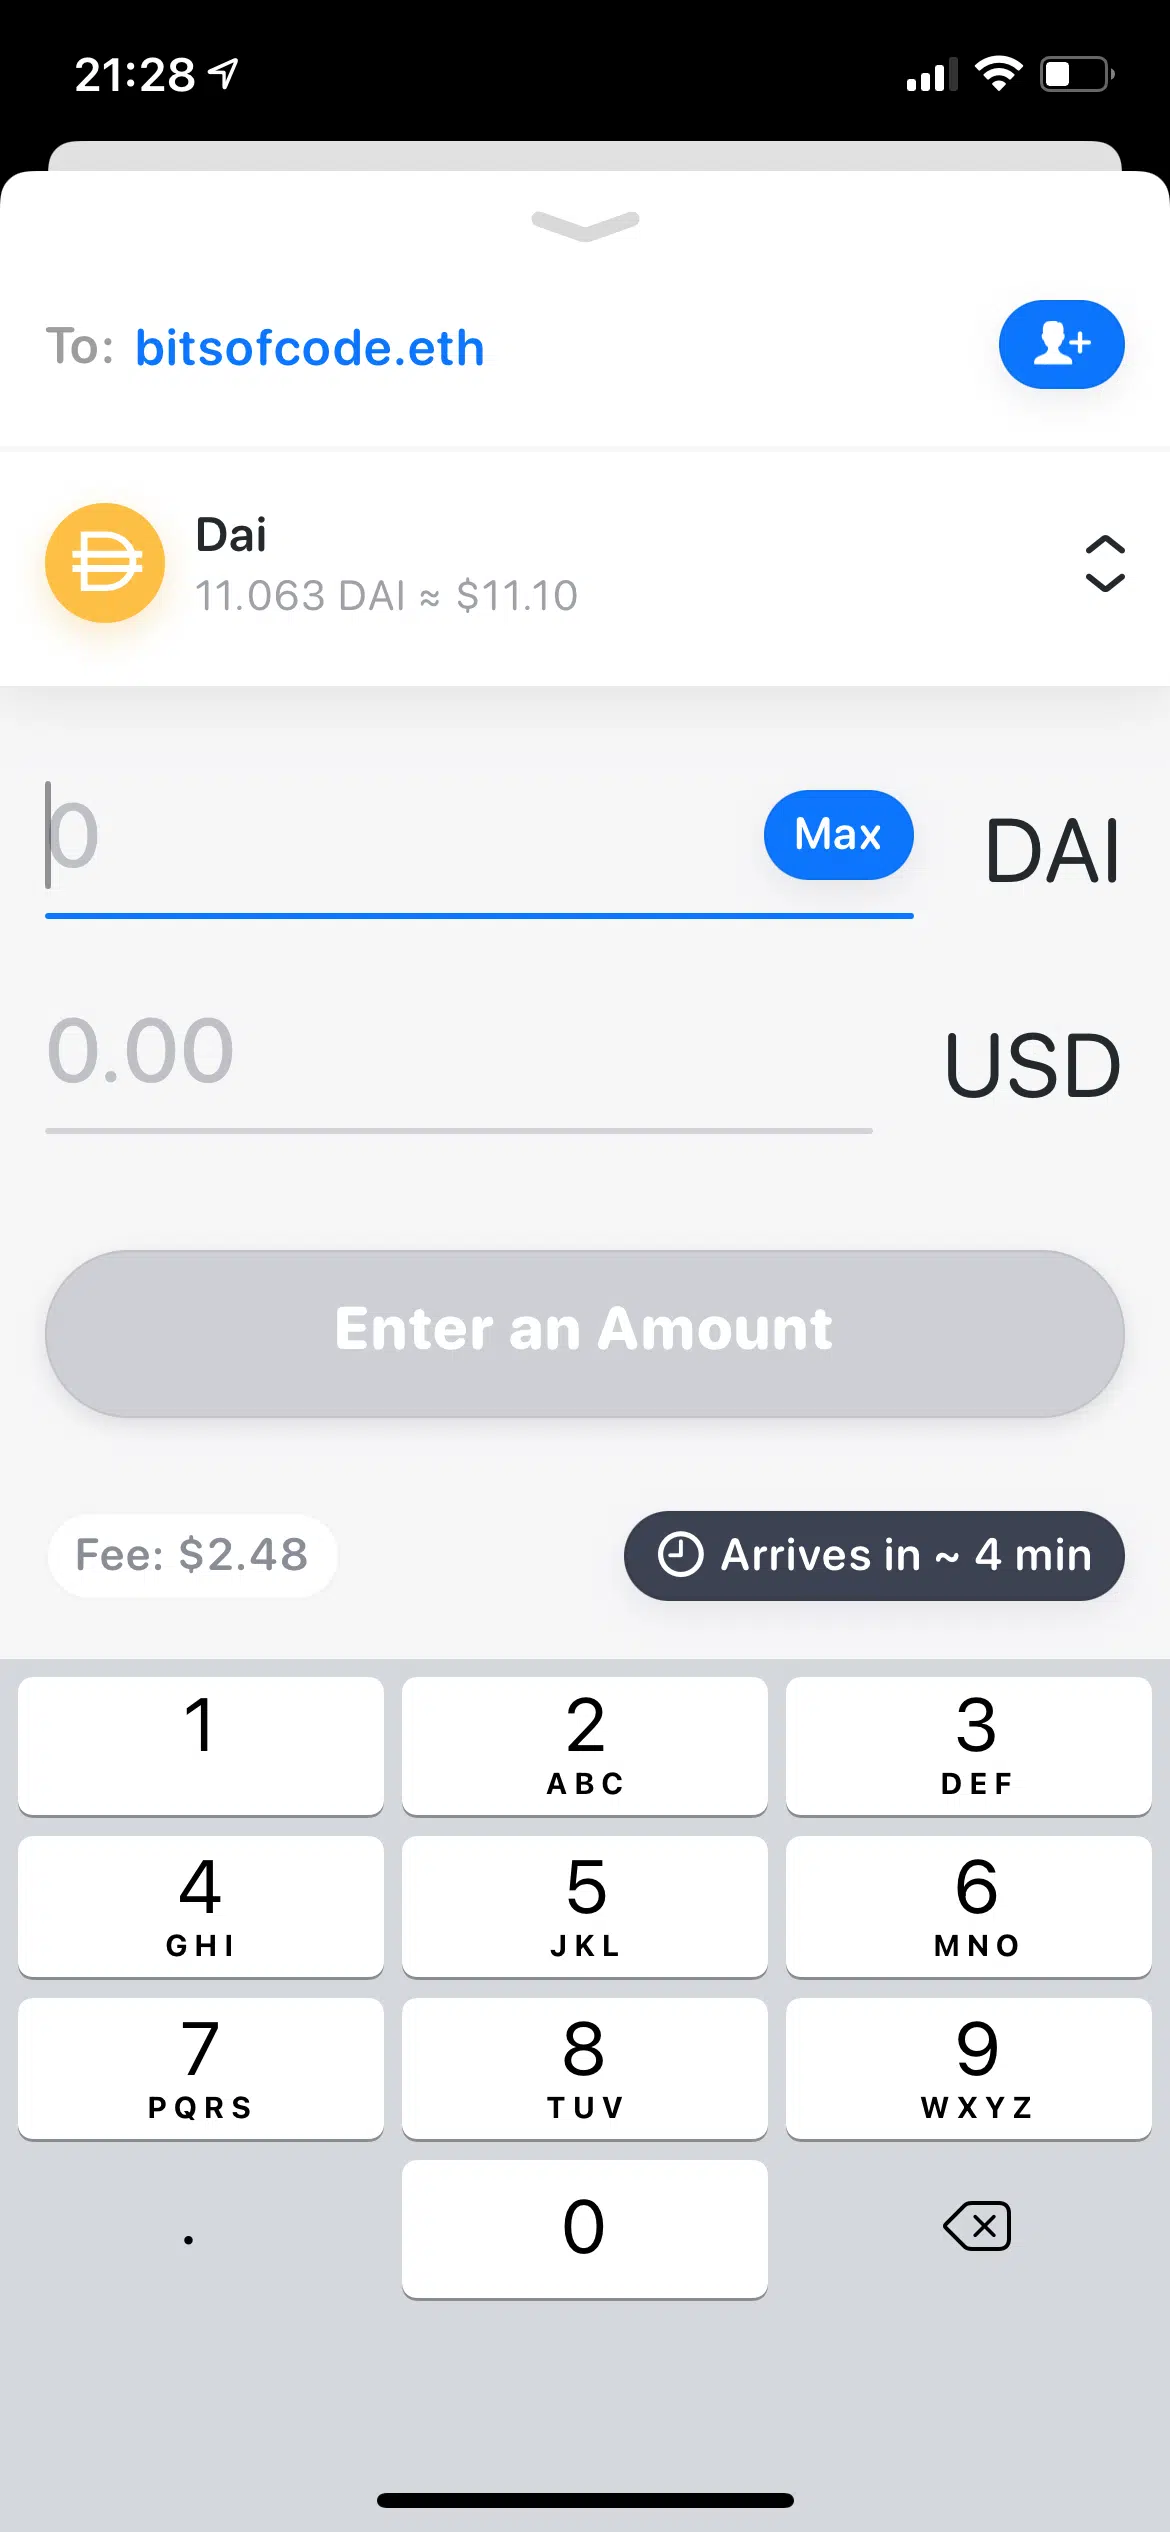 21:28
To: bitsofcode.eth
Dai
11.063 DAI ≈ $11.10
0 Max DAI
0.00 USD
Enter an Amount
Fee: $2.48 Arrives in ~ 4 min
1 2 3
ABC DEF
4 5 6
GHI JKL MNO
7 8 9
PQRS TUV WXYZ
. 0